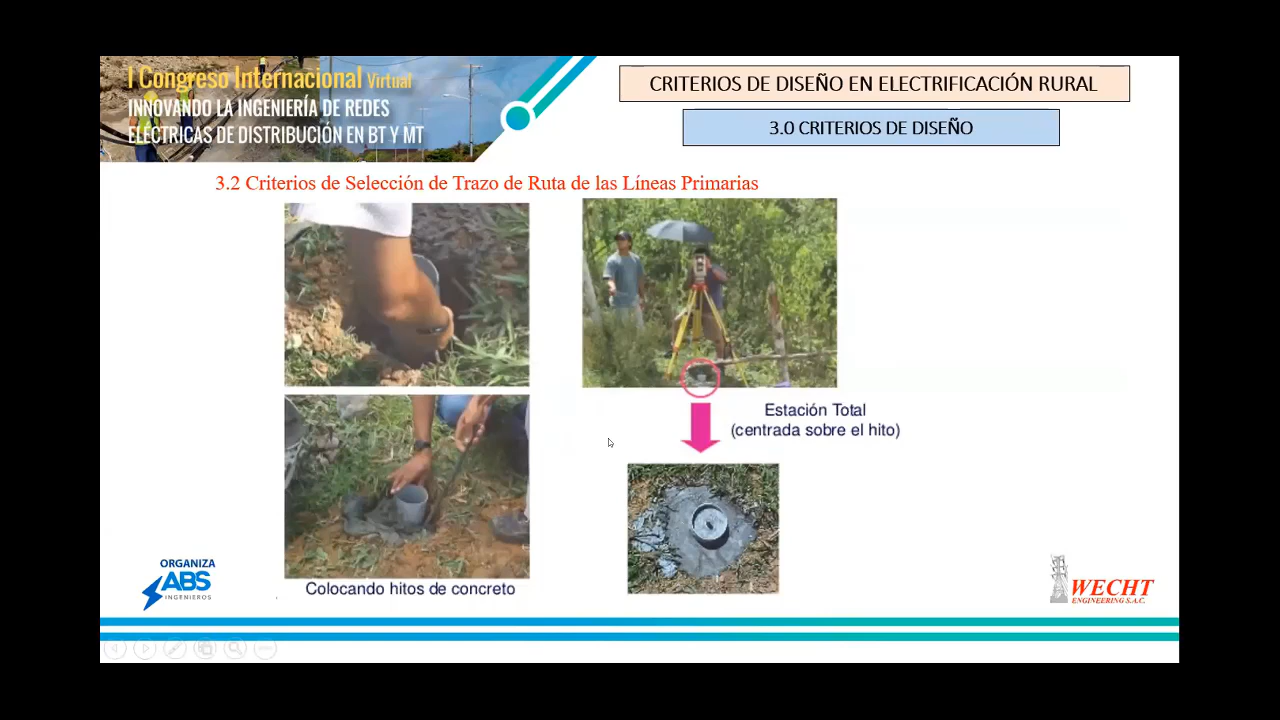 I Congreso Internacional Virtual
INNOVANDO LA INGENIERÍA DE REDES
ELÉCTRICAS DE DISTRIBUCIÓN EN BT Y MT
CRITERIOS DE DISEÑO EN ELECTRIFICACIÓN RURAL
3.0 CRITERIOS DE DISEÑO
3.2 Criterios de Selección de Trazo de Ruta de las Líneas Primarias
Estación Total
(centrada sobre el hito)
Colocando hitos de concreto
ORGANIZA
ABS
INGENIEROS
WECHT
ENGINEERING S.A.C.